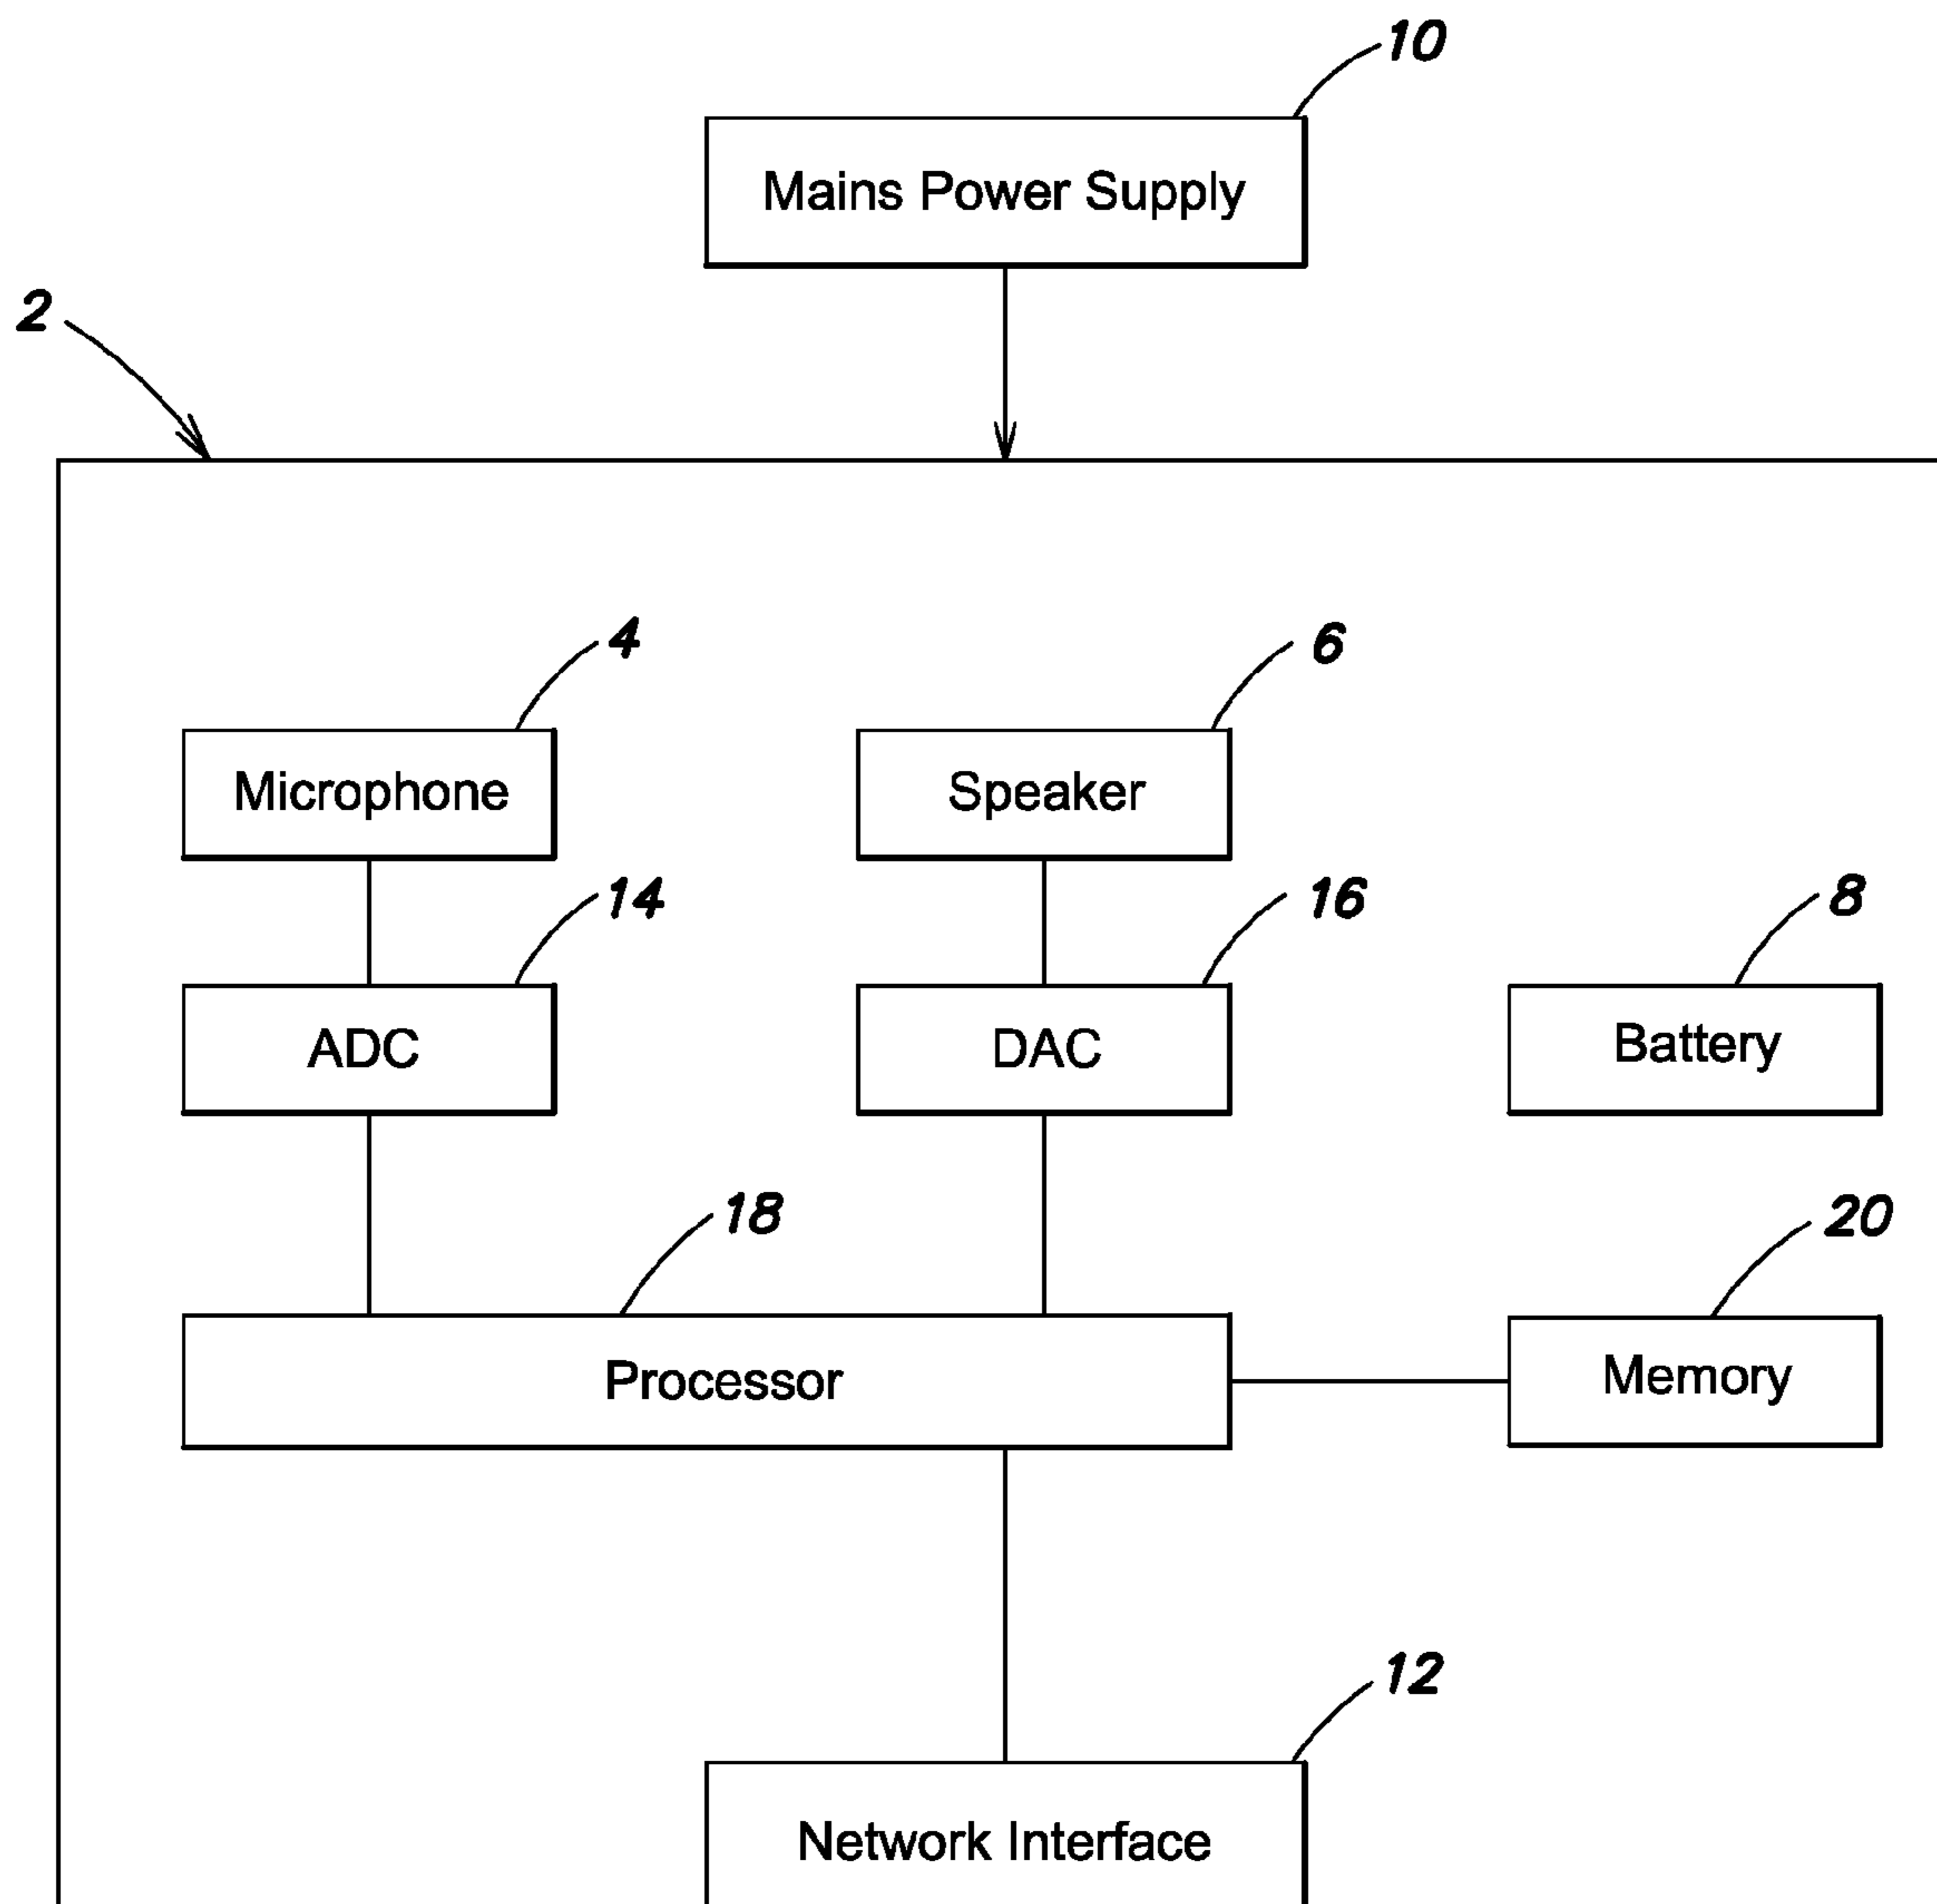 10
Mains Power Supply
2
4
6
Microphone
Speaker
14
16
8
ADC
DAC
Battery
18
20
Processor
Memory
12
Network Interface